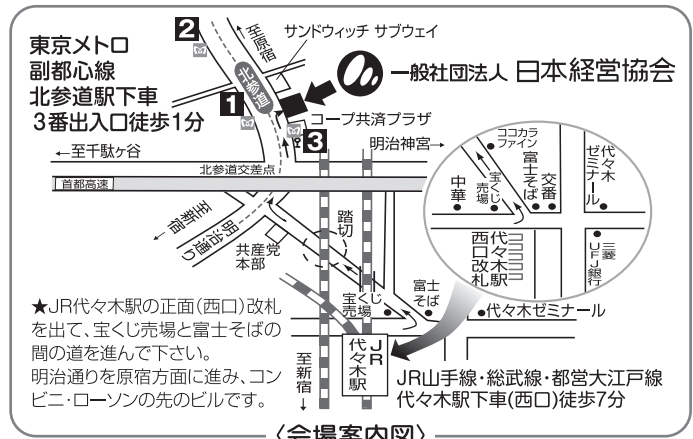 東京メトロ
副都心線
北参道駅下車
3番出入口徒歩1分
2
至原宿
サンドウィッチ サブウェイ
北参道
一般社団法人 日本経営協会
1
コープ共済プラザ
3
←至千駄ヶ谷
明治神宮→
北参道交差点
首都高速
至新宿
明治通り
共産党
本部
踏切
ココカラ
ファイン
中華
宝くじ
売場
富士そば
交番
代々木
ゼミナール
代々木駅
西口改札
三菱
UFJ銀行
宝くじ
売場
富士
そば
代々木ゼミナール
★JR代々木駅の正面(西口)改札
を出て、宝くじ売場と富士そばの
間の道を進んで下さい。
明治通りを原宿方面に進み、コン
ビニ・ローソンの先のビルです。
至新宿
JR
代々木駅
JR山手線・総武線・都営大江戸線
代々木駅下車(西口)徒歩7分
〈会場案内図〉